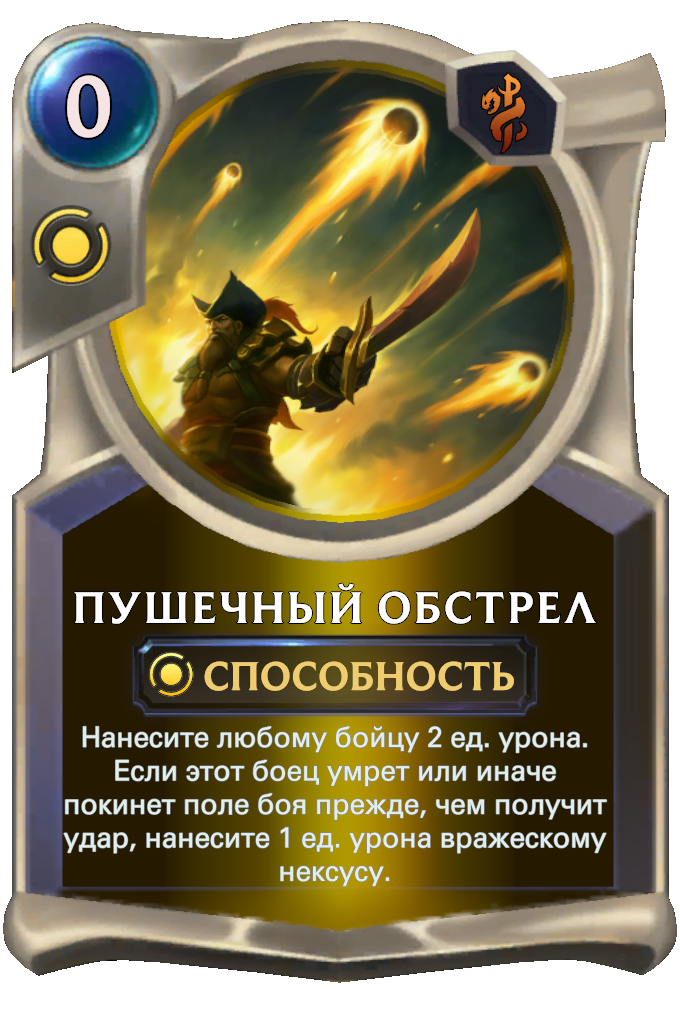 0
ПУШЕЧНЫЙ ОБСТРЕЛ
СПОСОБНОСТЬ
Нанесите любому бойцу 2 ед. урона.
Если этот боец умрет или иначе
покинет поле боя прежде, чем получит
удар, нанесите 1 ед. урона вражескому
нексусу.